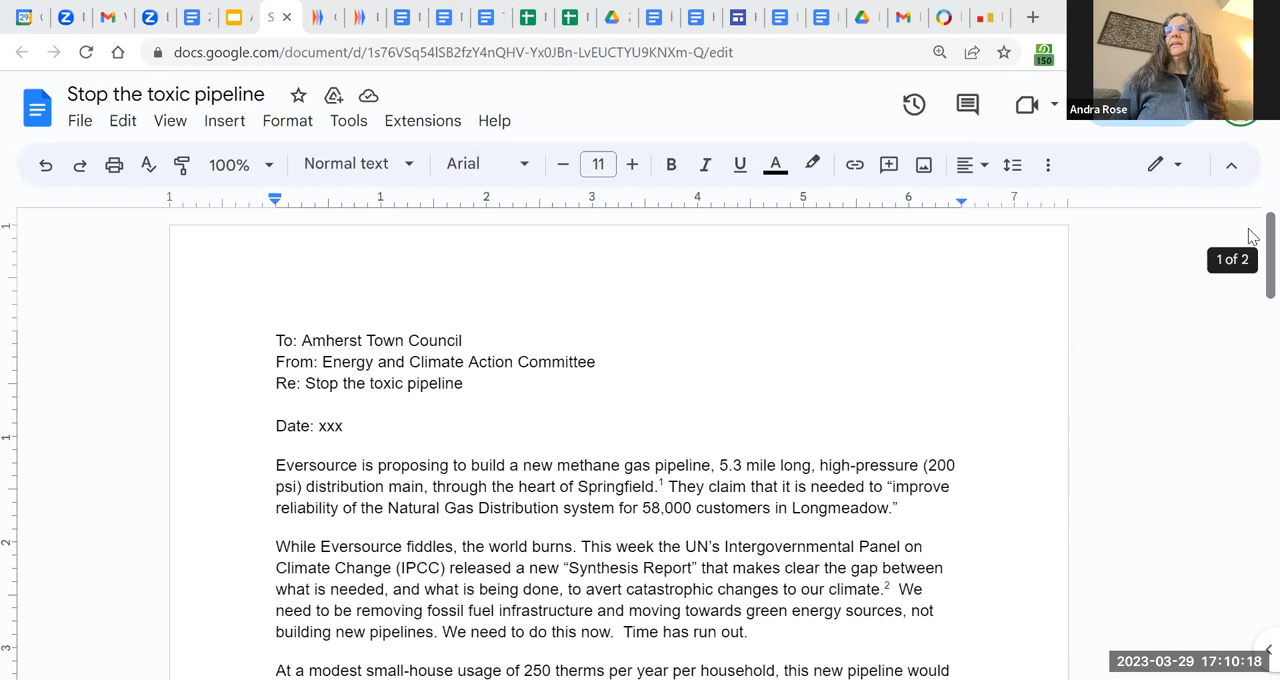 docs.google.com/document/d/1s76VSq54lSB2fzY4nQHV-Yx0JBn-LvEUCTYU9KNXm-Q/edit
150
Andra Rose
Stop the toxic pipeline
File Edit View Insert Format Tools Extensions Help
100% Normal text Arial 11 B I U A
1 1 2 3 4 5 6 7
1 of 2
To: Amherst Town Council
From: Energy and Climate Action Committee
Re: Stop the toxic pipeline
Date: xxx
Eversource is proposing to build a new methane gas pipeline, 5.3 mile long, high-pressure (200
psi) distribution main, through the heart of Springfield.1 They claim that it is needed to “improve
reliability of the Natural Gas Distribution system for 58,000 customers in Longmeadow.”
While Eversource fiddles, the world burns. This week the UN’s Intergovernmental Panel on
Climate Change (IPCC) released a new “Synthesis Report” that makes clear the gap between
what is needed, and what is being done, to avert catastrophic changes to our climate.2 We
need to be removing fossil fuel infrastructure and moving towards green energy sources, not
building new pipelines. We need to do this now. Time has run out.
At a modest small-house usage of 250 therms per year per household, this new pipeline would
2023-03-29 17:10:18